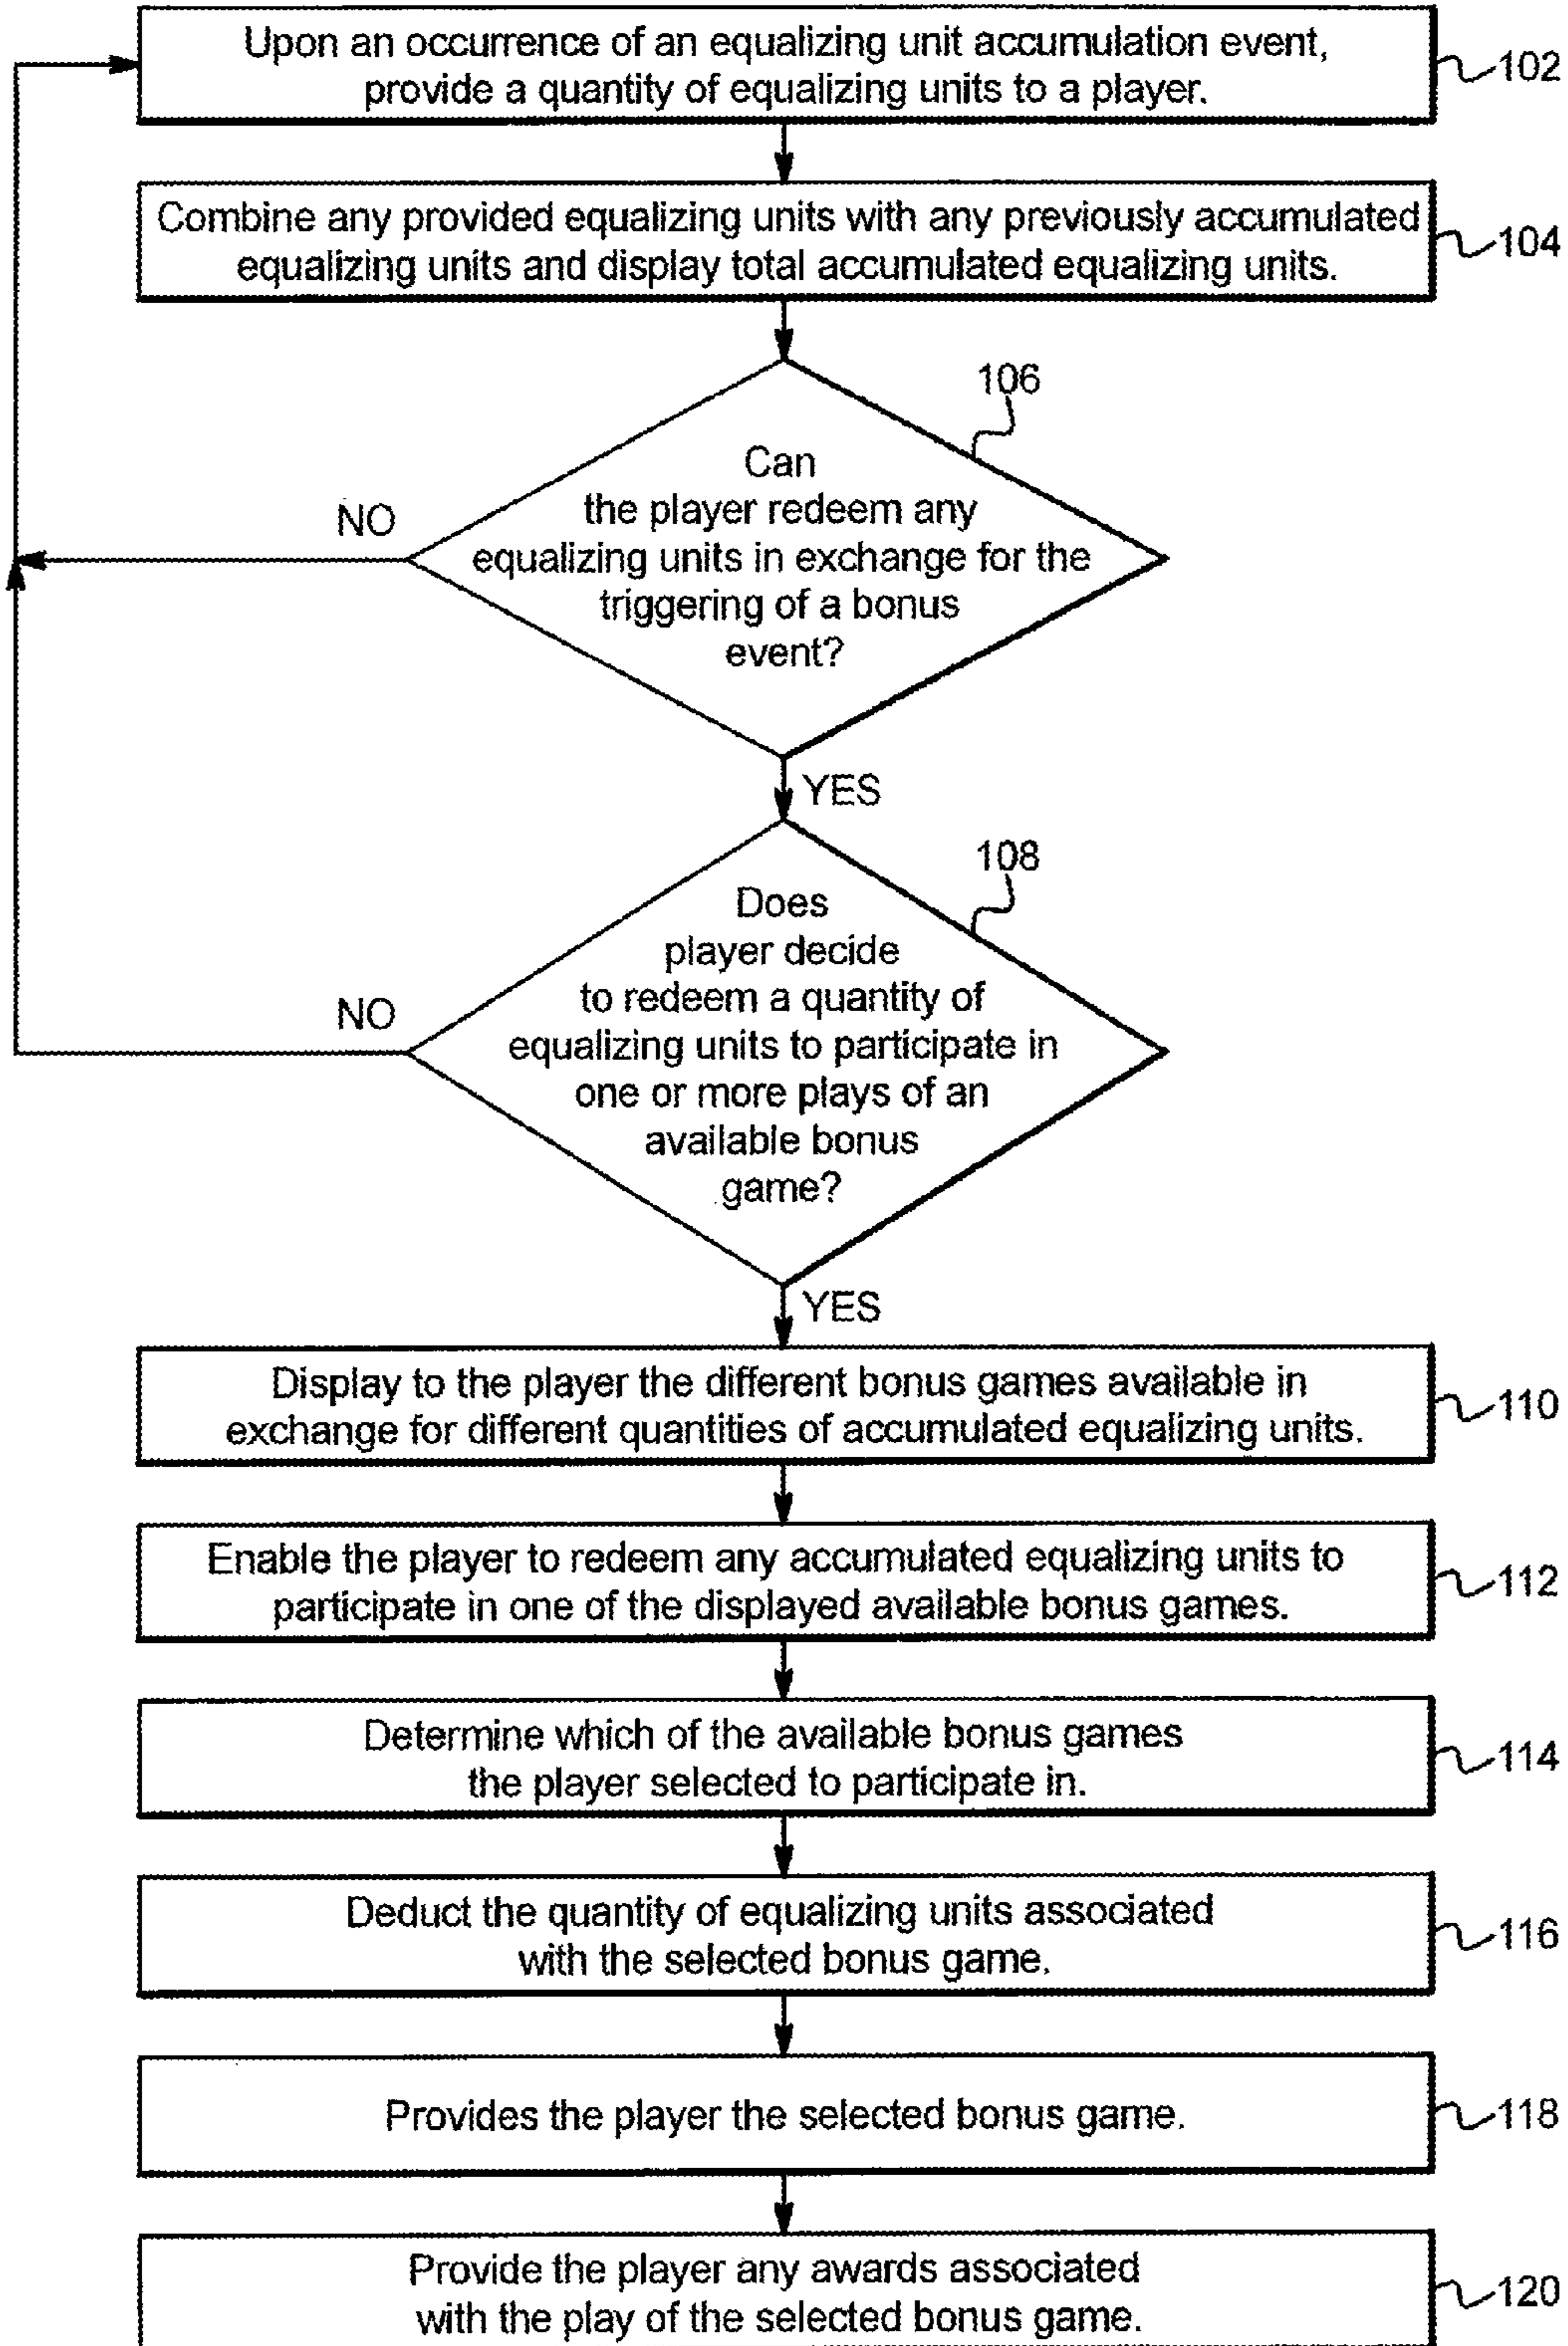 Upon an occurrence of an equalizing unit accumulation event,
provide a quantity of equalizing units to a player.
102
Combine any provided equalizing units with any previously accumulated
equalizing units and display total accumulated equalizing units.
104
106
Can
the player redeem any
equalizing units in exchange for the
triggering of a bonus
event?
NO
YES
108
Does
player decide
to redeem a quantity of
equalizing units to participate in
one or more plays of an
available bonus
game?
NO
YES
Display to the player the different bonus games available in
exchange for different quantities of accumulated equalizing units.
110
Enable the player to redeem any accumulated equalizing units to
participate in one of the displayed available bonus games.
112
Determine which of the available bonus games
the player selected to participate in.
114
Deduct the quantity of equalizing units associated
with the selected bonus game.
116
Provides the player the selected bonus game.
118
Provide the player any awards associated
with the play of the selected bonus game.
120